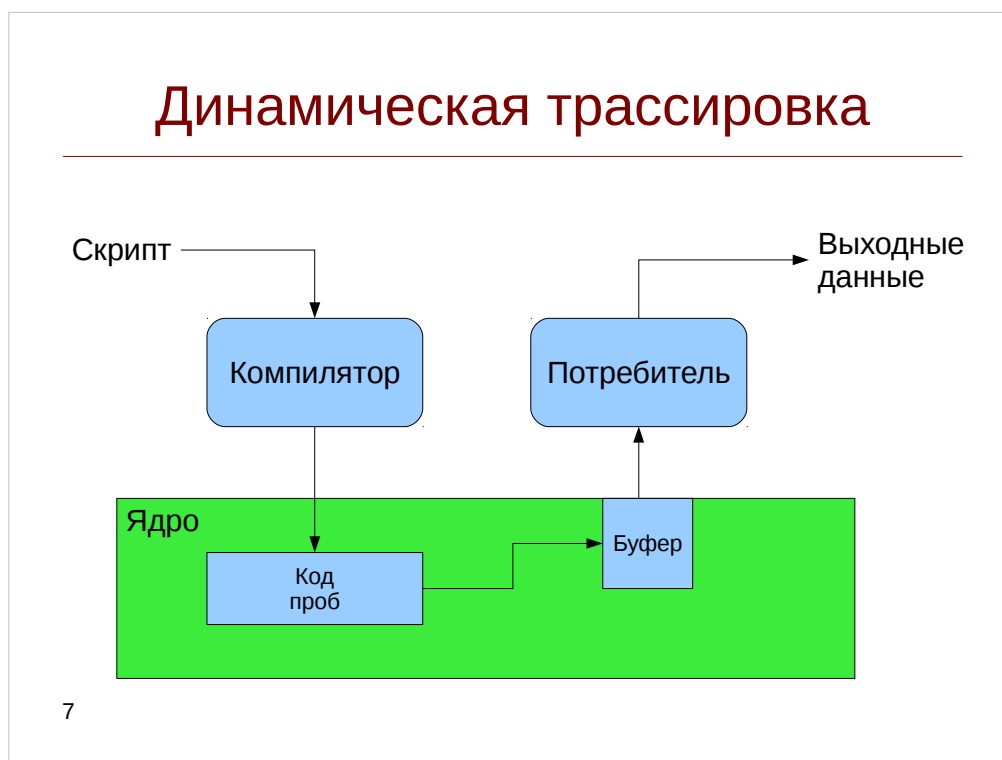 Динамическая трассировка
Скрипт
Выходные
данные
Компилятор
Потребитель
Ядро
Буфер
Код
проб
7